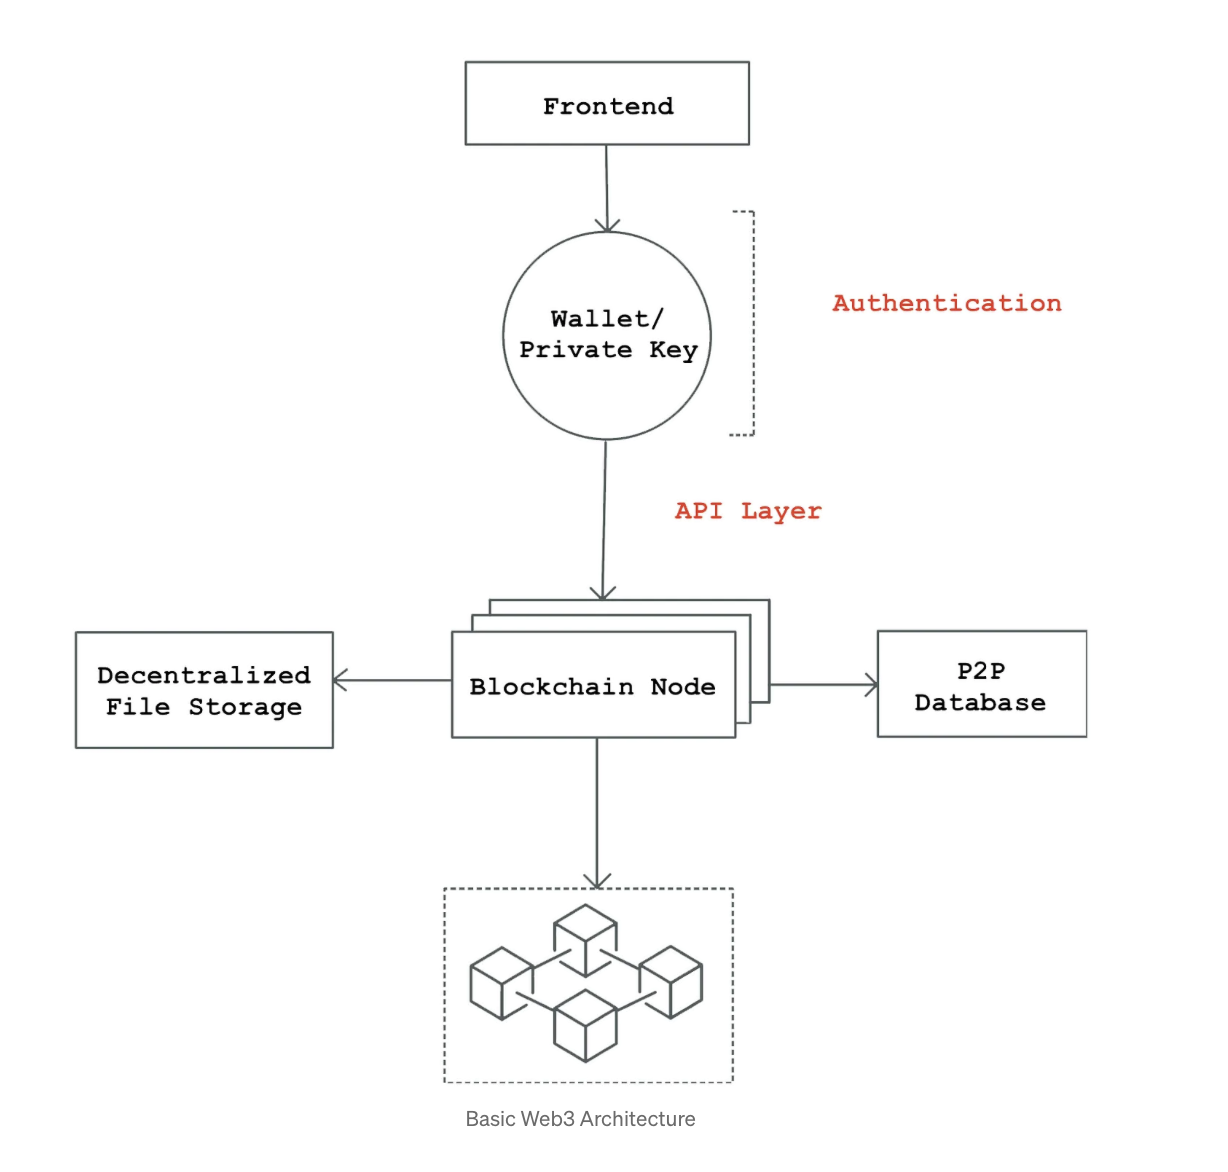 Frontend
Wallet/
Private Key
Authentication
API Layer
Decentralized
File Storage
Blockchain Node
P2P
Database
Basic Web3 Architecture